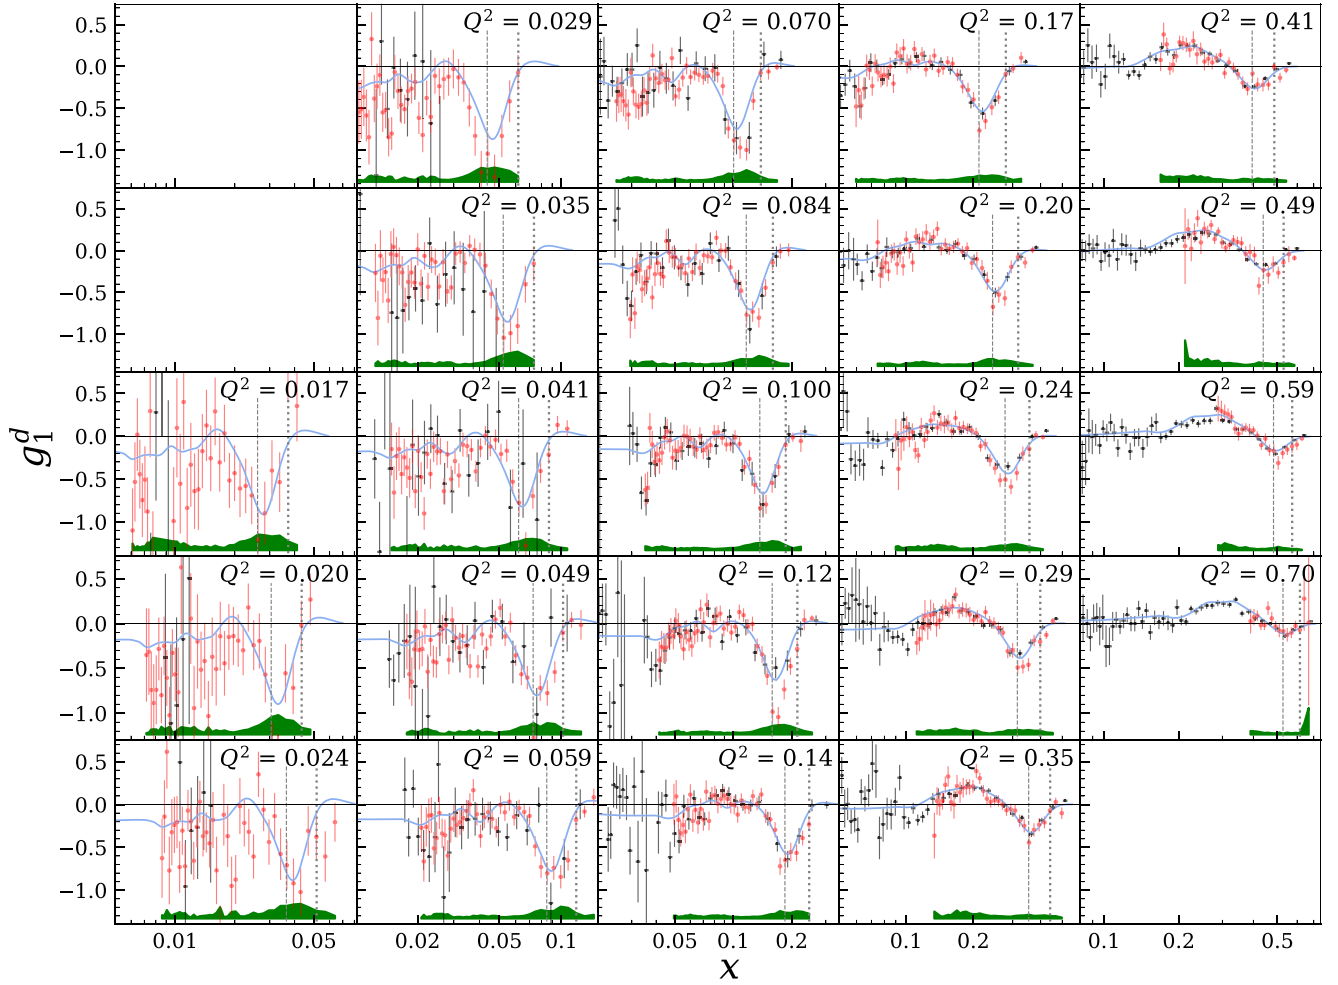 0.5
0.0
−0.5
−1.0
Q² = 0.029
Q² = 0.070
Q² = 0.17
Q² = 0.41
0.5
0.0
−0.5
−1.0
Q² = 0.035
Q² = 0.084
Q² = 0.20
Q² = 0.49
0.5
0.0
−0.5
−1.0
Q² = 0.017
Q² = 0.041
Q² = 0.100
Q² = 0.24
Q² = 0.59
g₁ᵈ
0.5
0.0
−0.5
−1.0
Q² = 0.020
Q² = 0.049
Q² = 0.12
Q² = 0.29
Q² = 0.70
0.5
0.0
−0.5
−1.0
Q² = 0.024
Q² = 0.059
Q² = 0.14
Q² = 0.35
0.01 0.05 0.02 0.05 0.1 0.05 0.1 0.2 0.1 0.2 0.1 0.2 0.5
x